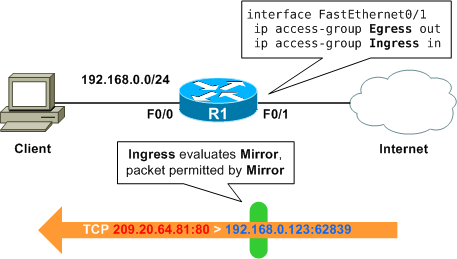 interface FastEthernet0/1
ip access-group Egress out
ip access-group Ingress in
192.168.0.0/24
F0/0
R1
F0/1
Client
Internet
Ingress evaluates Mirror,
packet permitted by Mirror
TCP 209.20.64.81:80 > 192.168.0.123:62839